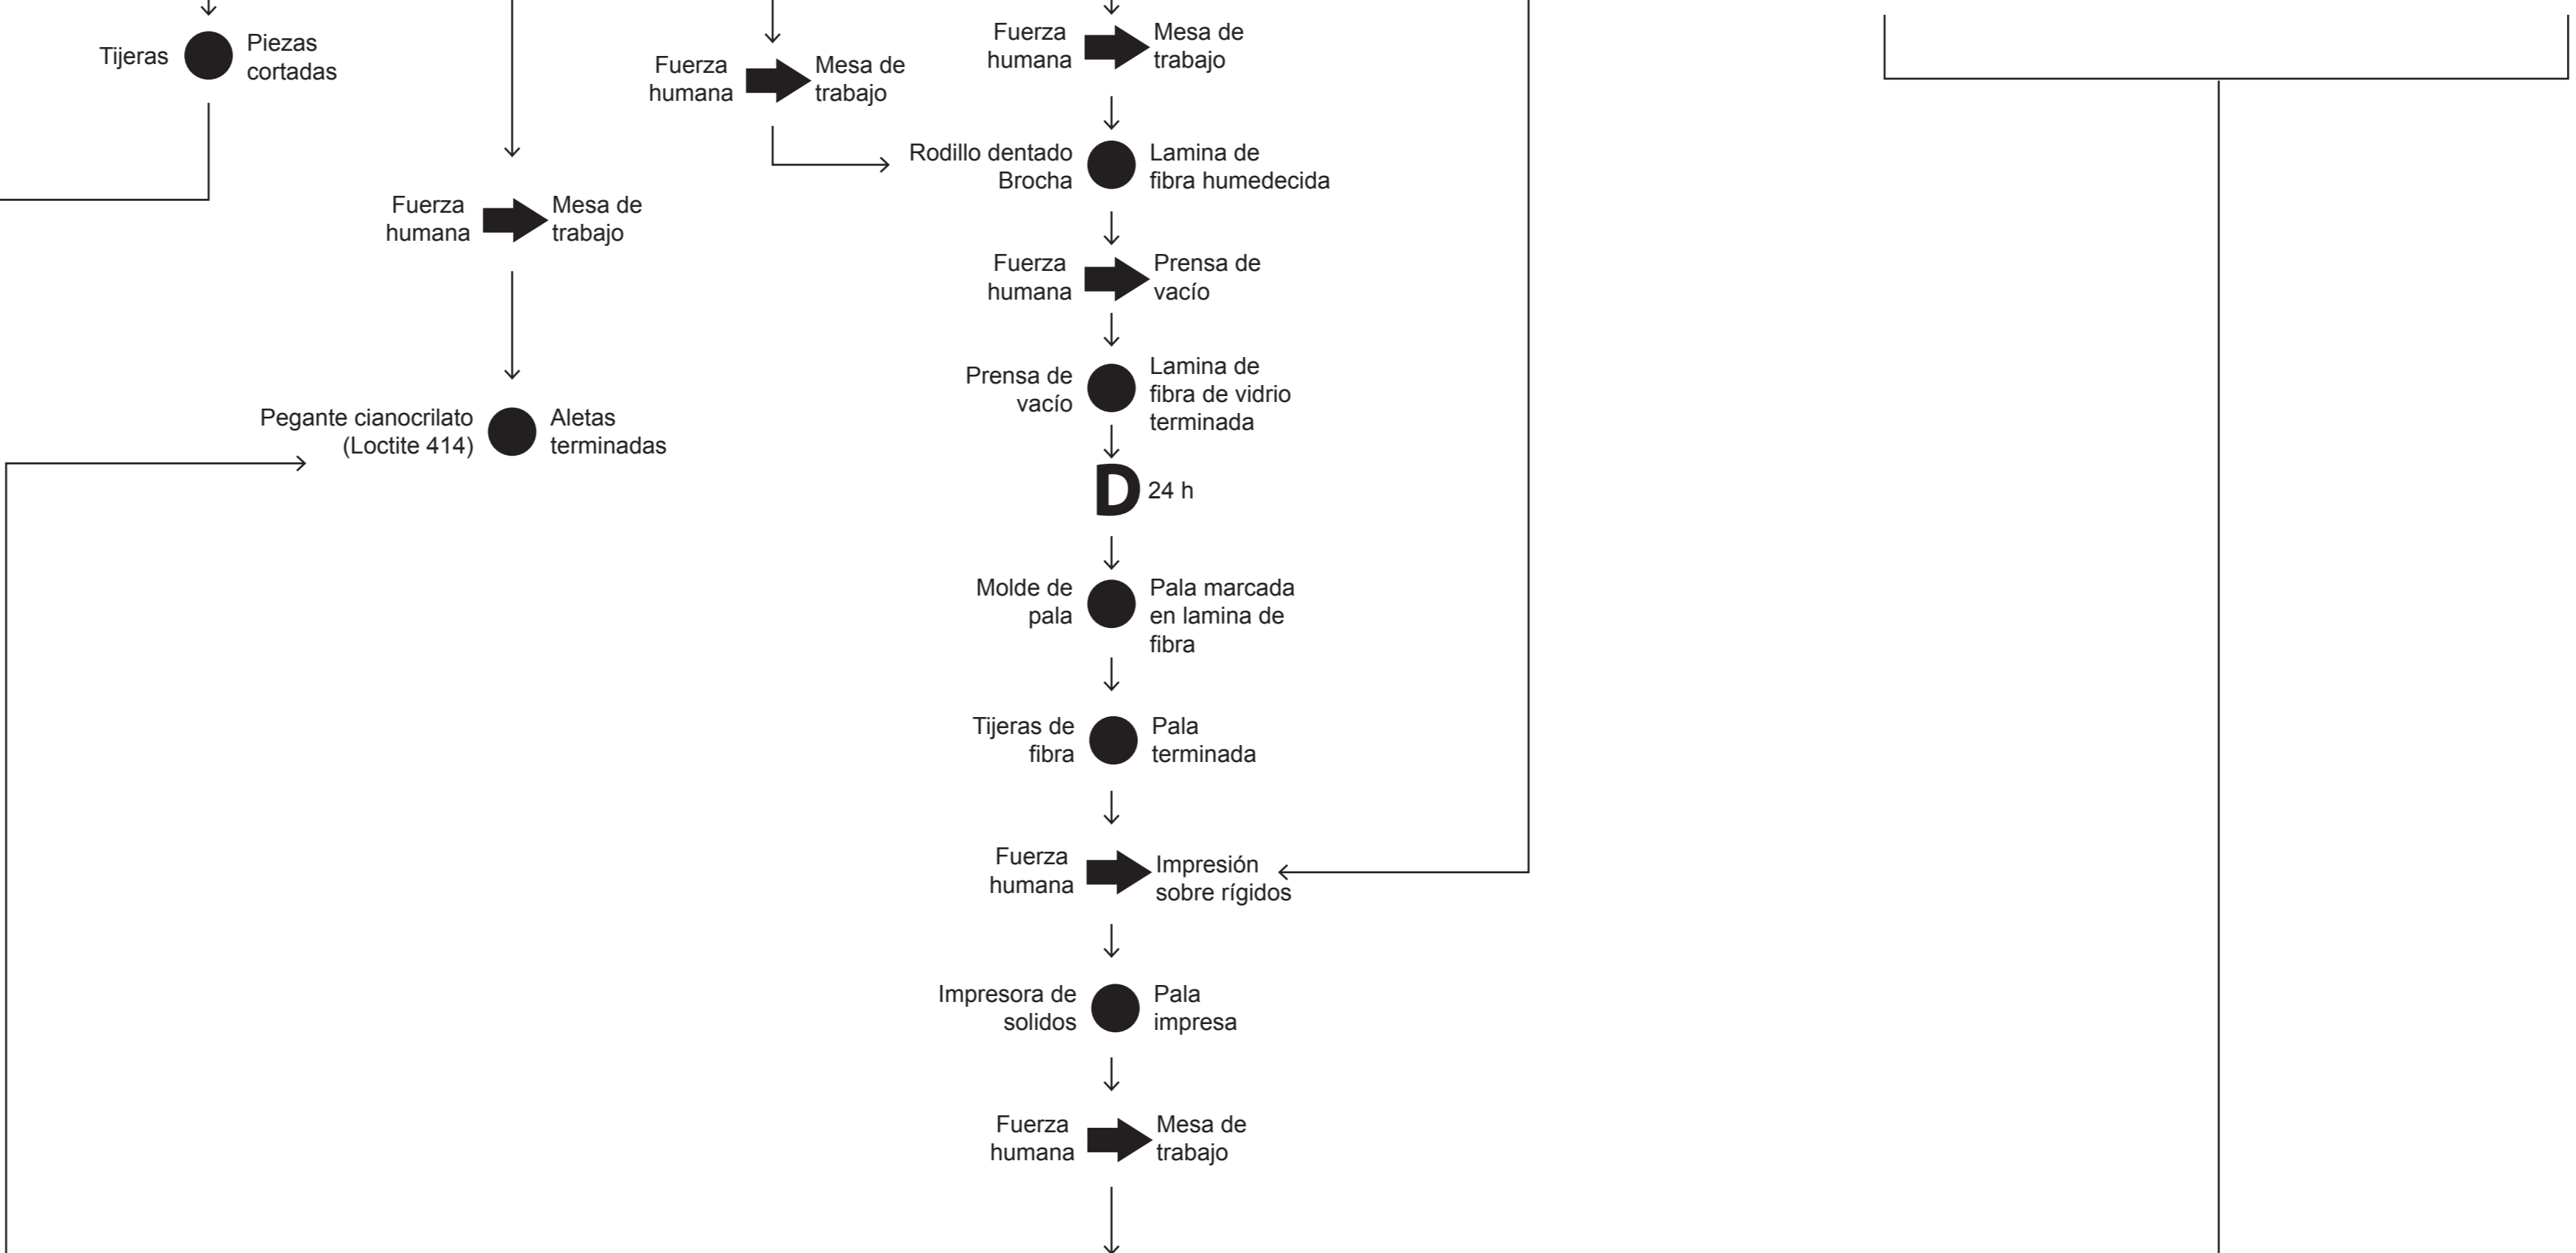 Tijeras
Piezas
cortadas
Fuerza
humana
Mesa de
trabajo
Pegante cianocrilato
(Loctite 414)
Aletas
terminadas
Fuerza
humana
Mesa de
trabajo
Fuerza
humana
Mesa de
trabajo
Rodillo dentado
Brocha
Lamina de
fibra humedecida
Fuerza
humana
Prensa de
vacío
Prensa de
vacío
Lamina de
fibra de vidrio
terminada
D 24 h
Molde de
pala
Pala marcada
en lamina de
fibra
Tijeras de
fibra
Pala
terminada
Fuerza
humana
Impresión
sobre rígidos
Impresora de
solidos
Pala
impresa
Fuerza
humana
Mesa de
trabajo